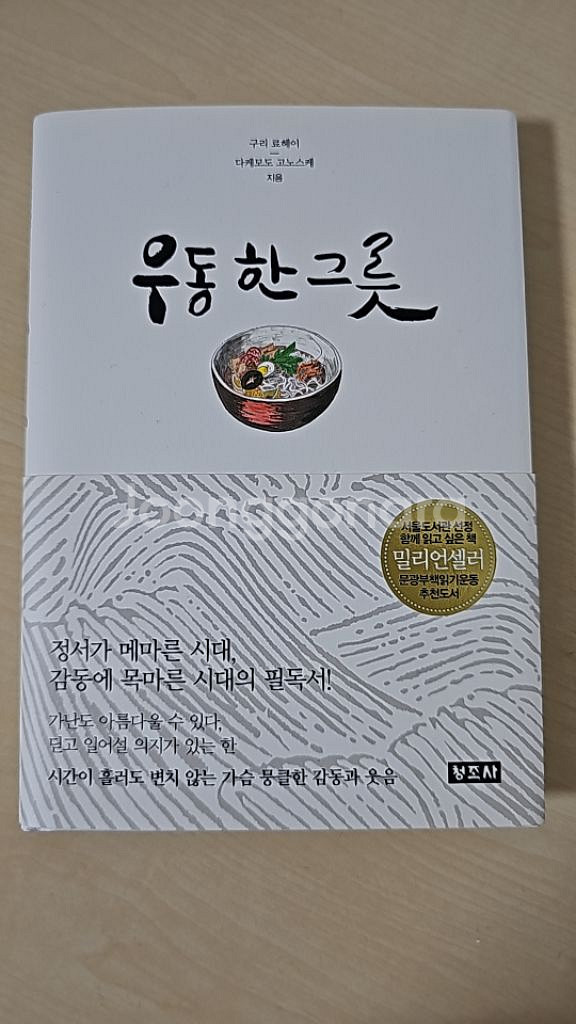 구리 료헤이
다케모도 고노스케
지음
우동 한 그릇
Joonggonara
서울도서관 선정
함께 읽고 싶은 책
밀리언셀러
문광부책읽기운동
추천도서
정서가 메마른 시대,
감동에 목마른 시대의 필독서!
가난도 아름다울 수 있다,
딛고 일어설 의지가 있는 한
시간이 흘러도 변치 않는 가슴 뭉클한 감동과 웃음
청조사